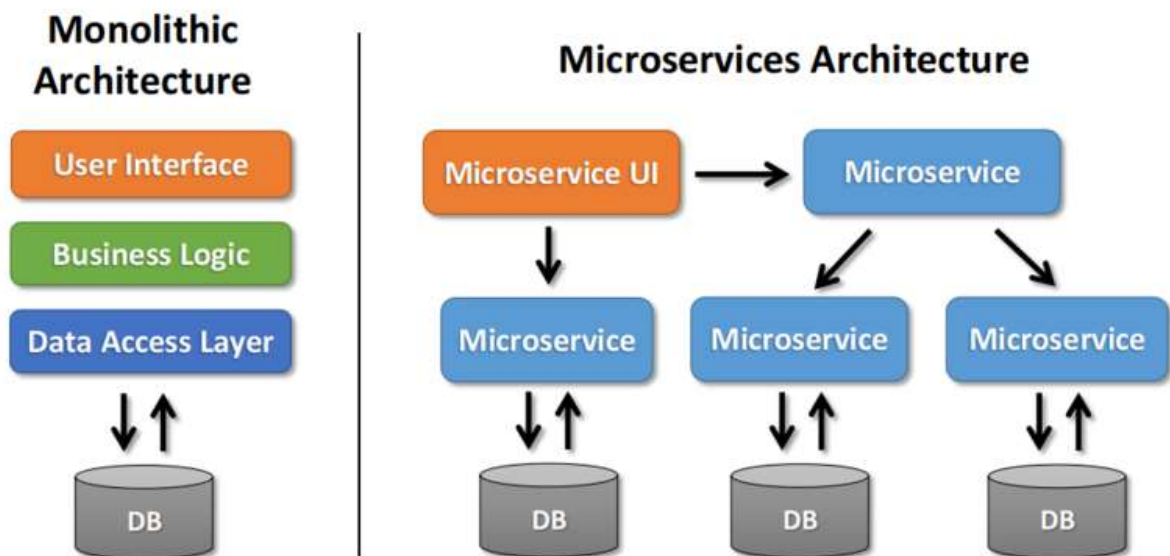 Monolithic
Architecture
User Interface
Business Logic
Data Access Layer
DB
Microservices Architecture
Microservice UI
Microservice
Microservice
Microservice
Microservice
DB
DB
DB